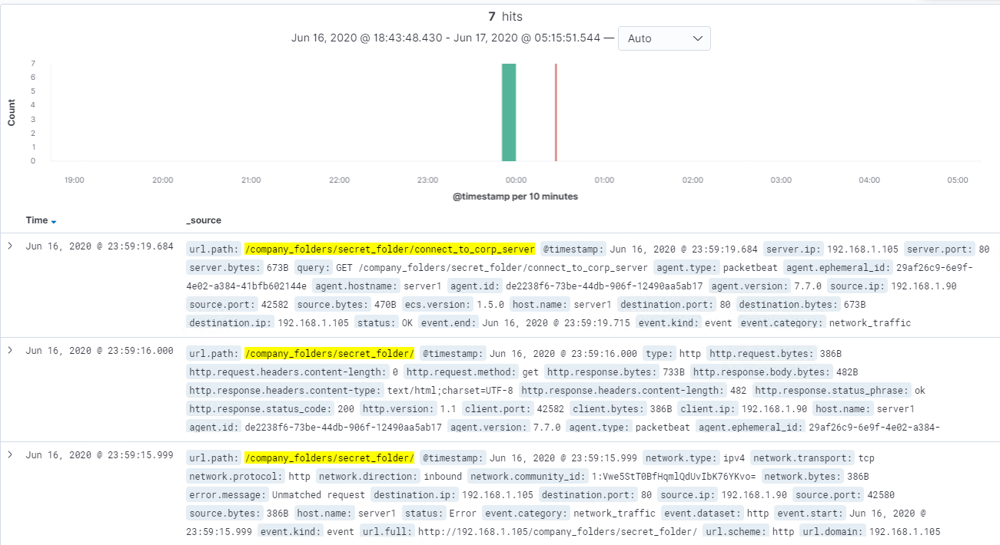 7 hits
Jun 16, 2020 @ 18:43:48.430 - Jun 17, 2020 @ 05:15:51.544 — Auto
Count
7
6
5
4
3
2
1
0
19:00 20:00 21:00 22:00 23:00 00:00 01:00 02:00 03:00 04:00 05:00
@timestamp per 10 minutes
Time _source
Jun 16, 2020 @ 23:59:19.684 url.path: /company_folders/secret_folder/connect_to_corp_server @timestamp: Jun 16, 2020 @ 23:59:19.684 server.ip: 192.168.1.105 server.port: 80
server.bytes: 673B query: GET /company_folders/secret_folder/connect_to_corp_server agent.type: packetbeat agent.ephemeral_id: 29af26c9-6e9f-
4e02-a384-41bfb602144e agent.hostname: server1 agent.id: de2238f6-73be-44db-906f-12490aa5ab17 agent.version: 7.7.0 source.ip: 192.168.1.90
source.port: 42582 source.bytes: 470B ecs.version: 1.5.0 host.name: server1 destination.port: 80 destination.bytes: 673B
destination.ip: 192.168.1.105 status: OK event.end: Jun 16, 2020 @ 23:59:19.715 event.kind: event event.category: network_traffic
Jun 16, 2020 @ 23:59:16.000 url.path: /company_folders/secret_folder/ @timestamp: Jun 16, 2020 @ 23:59:16.000 type: http http.request.bytes: 386B
http.request.headers.content-length: 0 http.request.method: get http.response.bytes: 733B http.response.body.bytes: 482B
http.response.headers.content-type: text/html;charset=UTF-8 http.response.headers.content-length: 482 http.response.status_phrase: ok
http.response.status_code: 200 http.version: 1.1 client.port: 42582 client.bytes: 386B client.ip: 192.168.1.90 host.name: server1
agent.id: de2238f6-73be-44db-906f-12490aa5ab17 agent.version: 7.7.0 agent.type: packetbeat agent.ephemeral_id: 29af26c9-6e9f-4e02-a384-
Jun 16, 2020 @ 23:59:15.999 url.path: /company_folders/secret_folder/ @timestamp: Jun 16, 2020 @ 23:59:15.999 network.type: ipv4 network.transport: tcp
network.protocol: http network.direction: inbound network.community_id: 1:Vwe5StT0BfHqmlQdUvIbK76YKvo= network.bytes: 386B
error.message: Unmatched request destination.ip: 192.168.1.105 destination.port: 80 source.ip: 192.168.1.90 source.port: 42580
source.bytes: 386B host.name: server1 status: Error event.category: network_traffic event.dataset: http event.start: Jun 16, 2020 @
23:59:15.999 event.kind: event url.full: http://192.168.1.105/company_folders/secret_folder/ url.scheme: http url.domain: 192.168.1.105